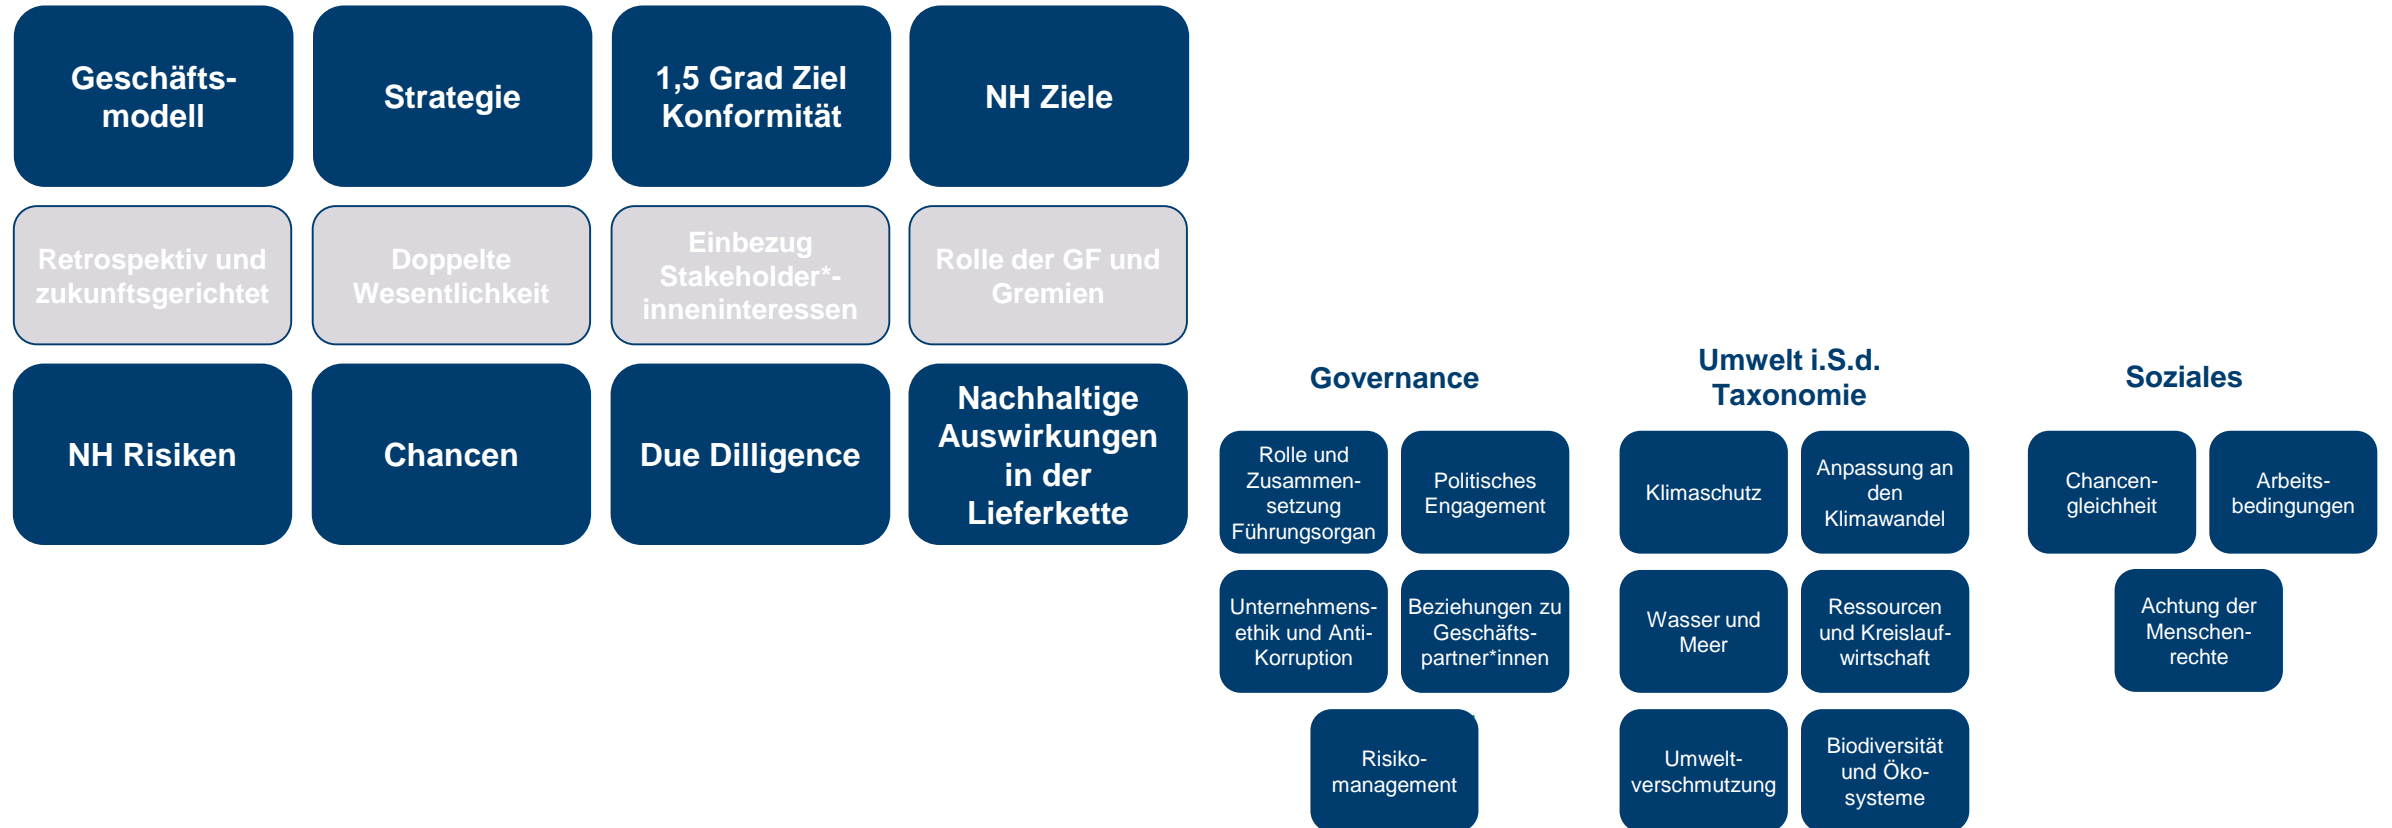 Geschäfts-
modell
Strategie
1,5 Grad Ziel
Konformität
NH Ziele
Retrospektiv und
zukunftsgerichtet
Doppelte
Wesentlichkeit
Einbezug
Stakeholder*-
inneninteressen
Rolle der GF und
Gremien
NH Risiken
Chancen
Due Dilligence
Nachhaltige
Auswirkungen
in der
Lieferkette
Governance
Rolle und
Zusammen-
setzung
Führungsorgan
Politisches
Engagement
Unternehmens-
ethik und Anti-
Korruption
Beziehungen zu
Geschäfts-
partner*innen
Risiko-
management
Umwelt i.S.d.
Taxonomie
Klimaschutz
Anpassung an
den
Klimawandel
Wasser und
Meer
Ressourcen
und Kreislauf-
wirtschaft
Umwelt-
verschmutzung
Biodiversität
und Öko-
systeme
Soziales
Chancen-
gleichheit
Arbeits-
bedingungen
Achtung der
Menschen-
rechte